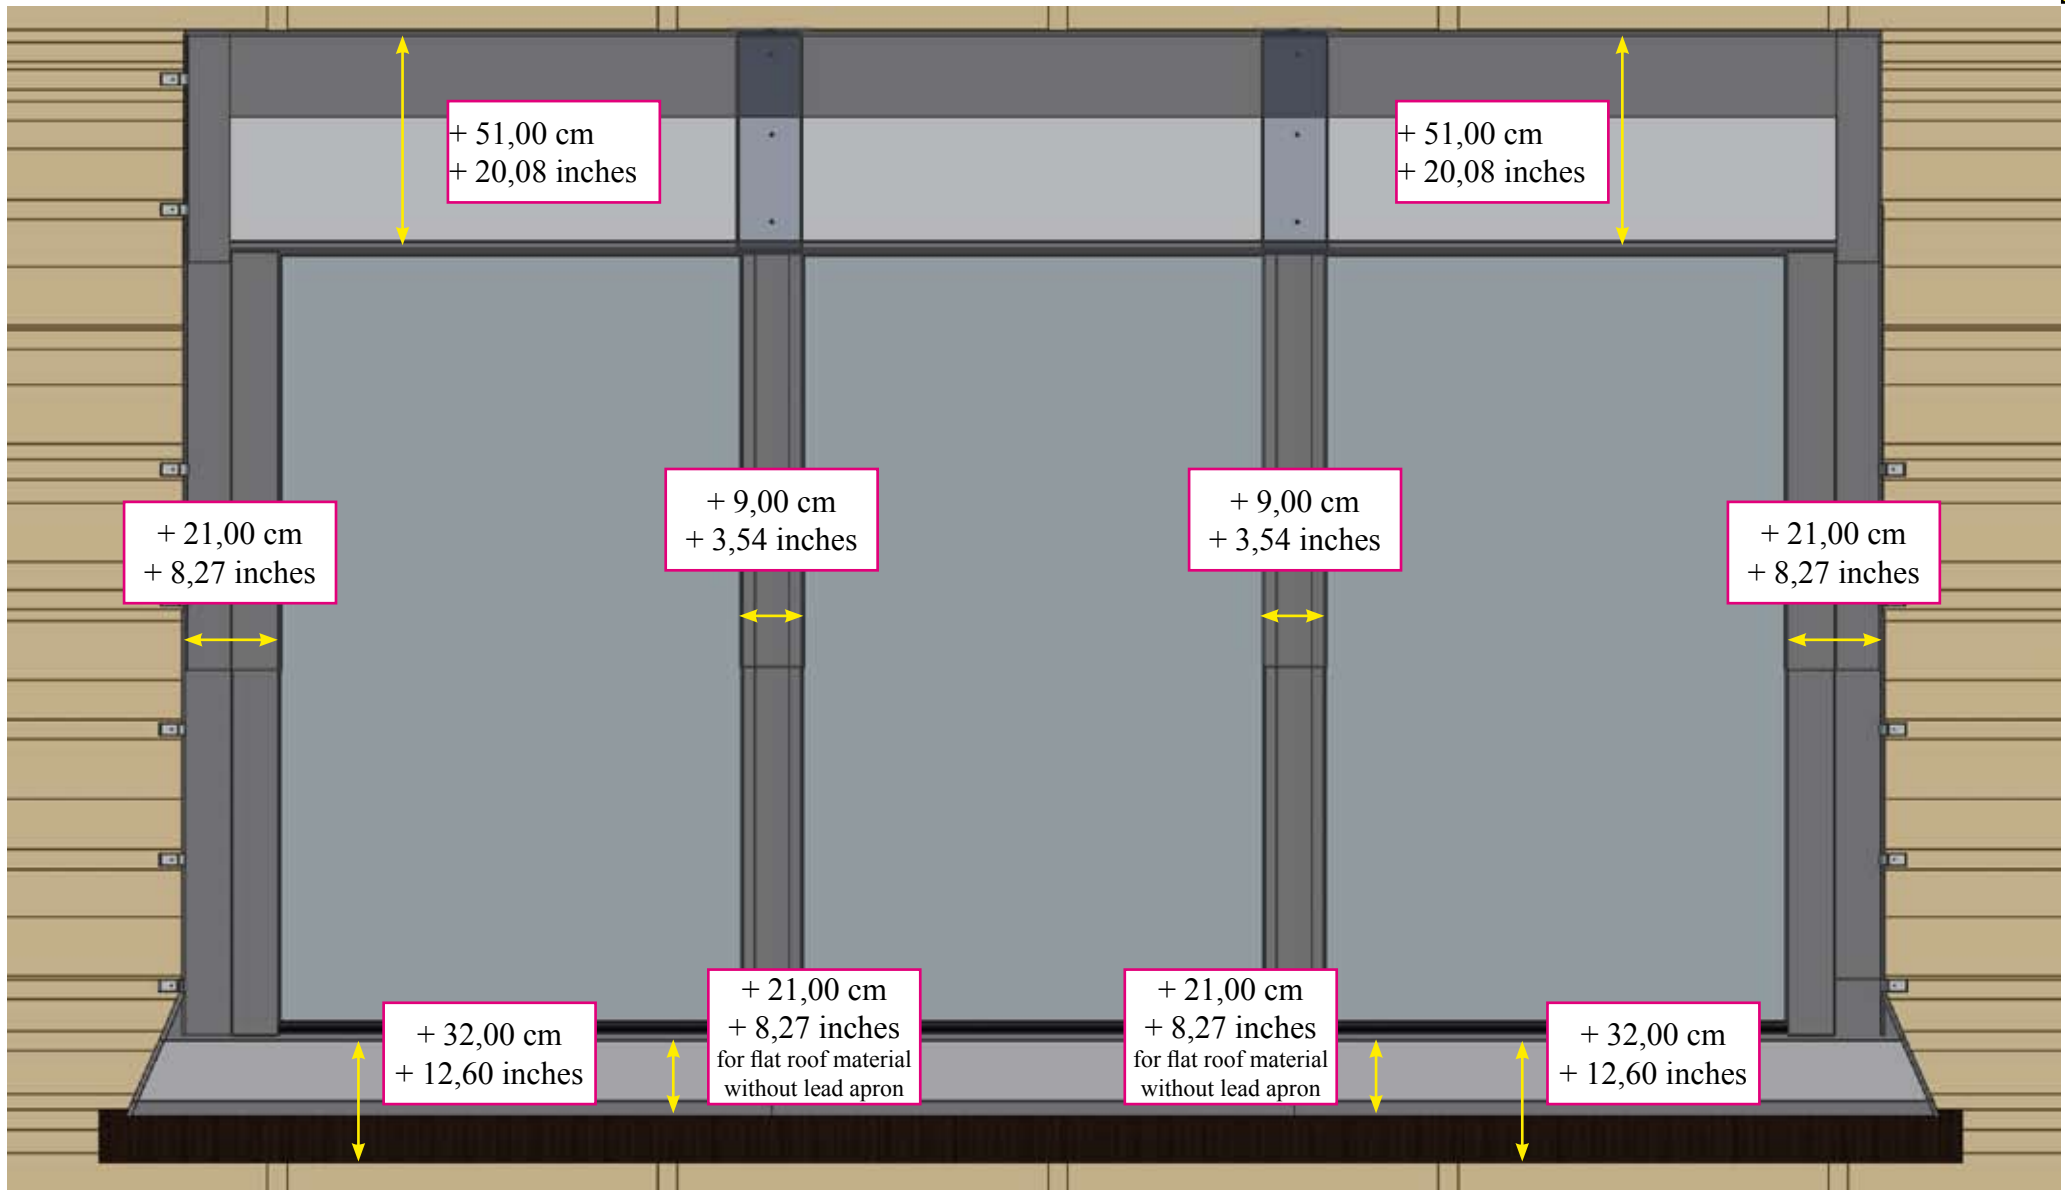 + 51,00 cm
+ 20,08 inches
+ 51,00 cm
+ 20,08 inches
+ 9,00 cm
+ 3,54 inches
+ 9,00 cm
+ 3,54 inches
+ 21,00 cm
+ 8,27 inches
+ 21,00 cm
+ 8,27 inches
+ 32,00 cm
+ 12,60 inches
+ 21,00 cm
+ 8,27 inches
for flat roof material
without lead apron
+ 21,00 cm
+ 8,27 inches
for flat roof material
without lead apron
+ 32,00 cm
+ 12,60 inches